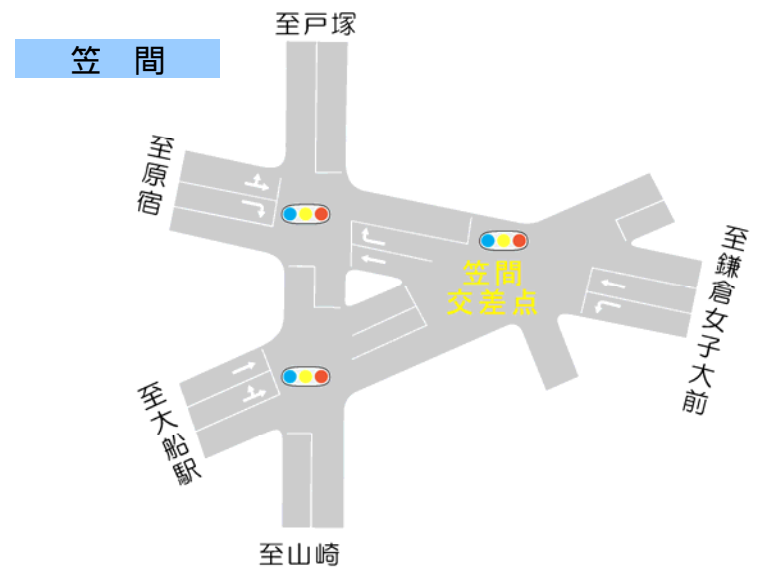 至戸塚
笠間
至原宿
至鎌倉女子大前
笠間
交差点
至大船駅
至山崎